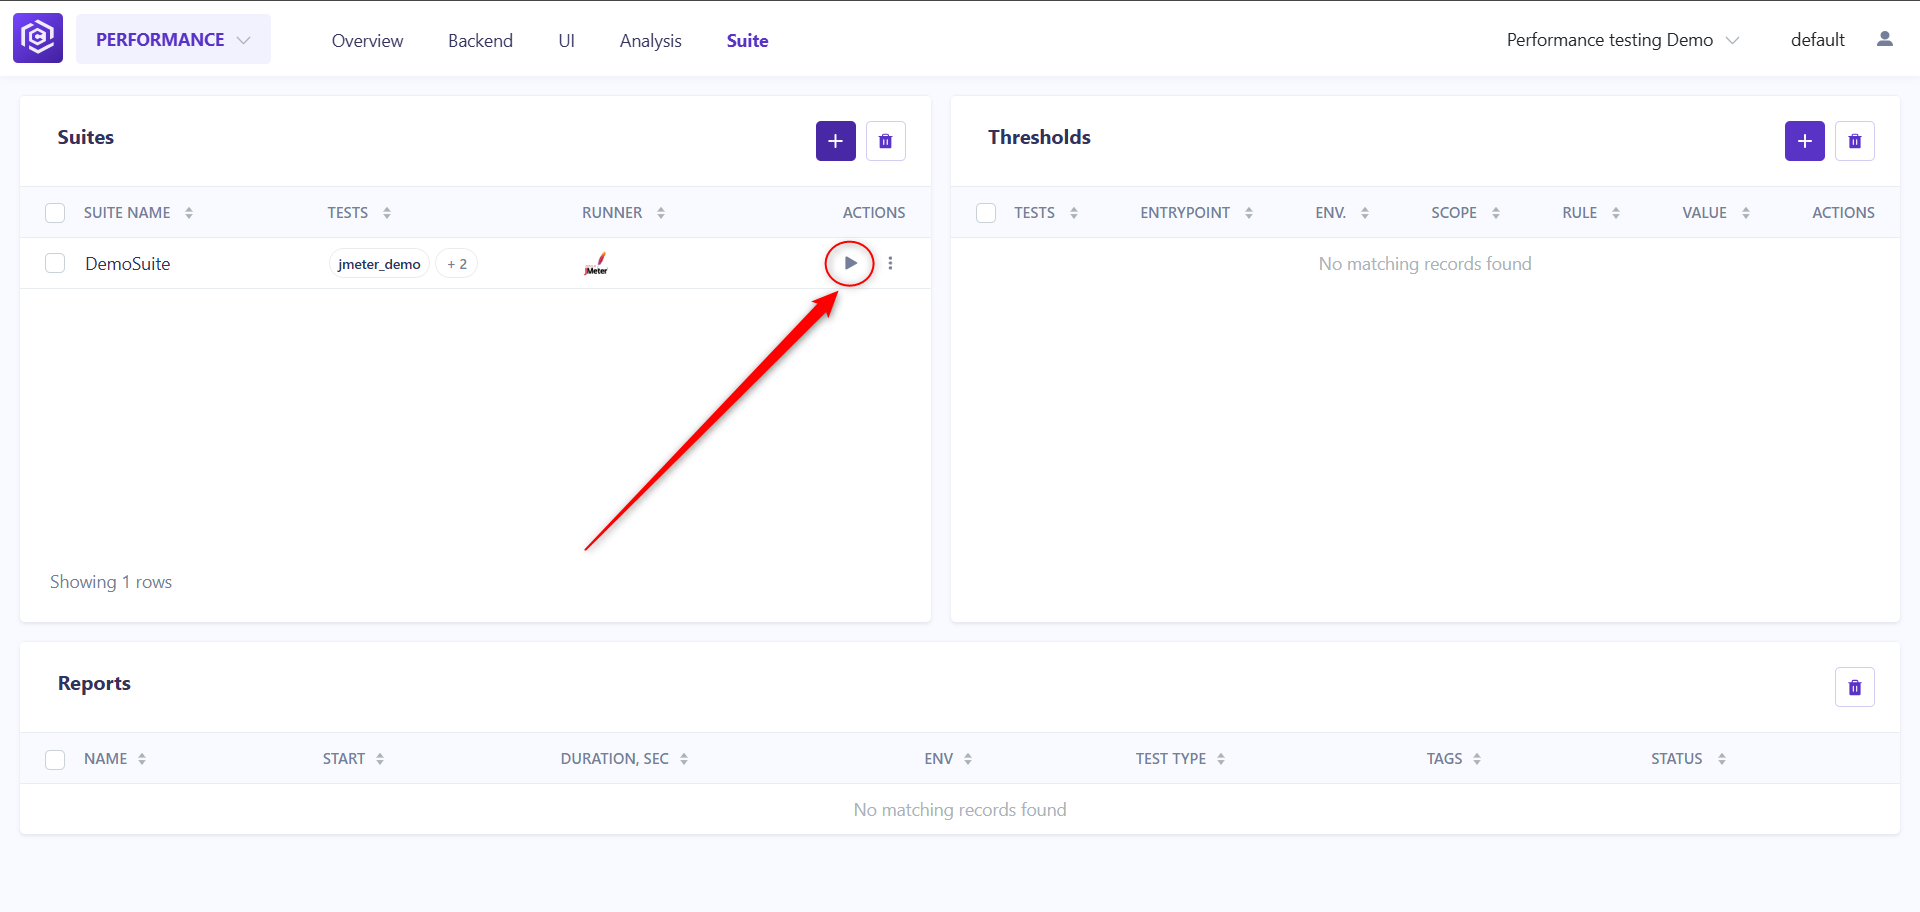 PERFORMANCE Overview Backend UI Analysis Suite Performance testing Demo default
Suites
SUITE NAME TESTS RUNNER ACTIONS
DemoSuite jmeter_demo + 2 JMeter
Showing 1 rows
Thresholds
TESTS ENTRYPOINT ENV. SCOPE RULE VALUE ACTIONS
No matching records found
Reports
NAME START DURATION, SEC ENV TEST TYPE TAGS STATUS
No matching records found